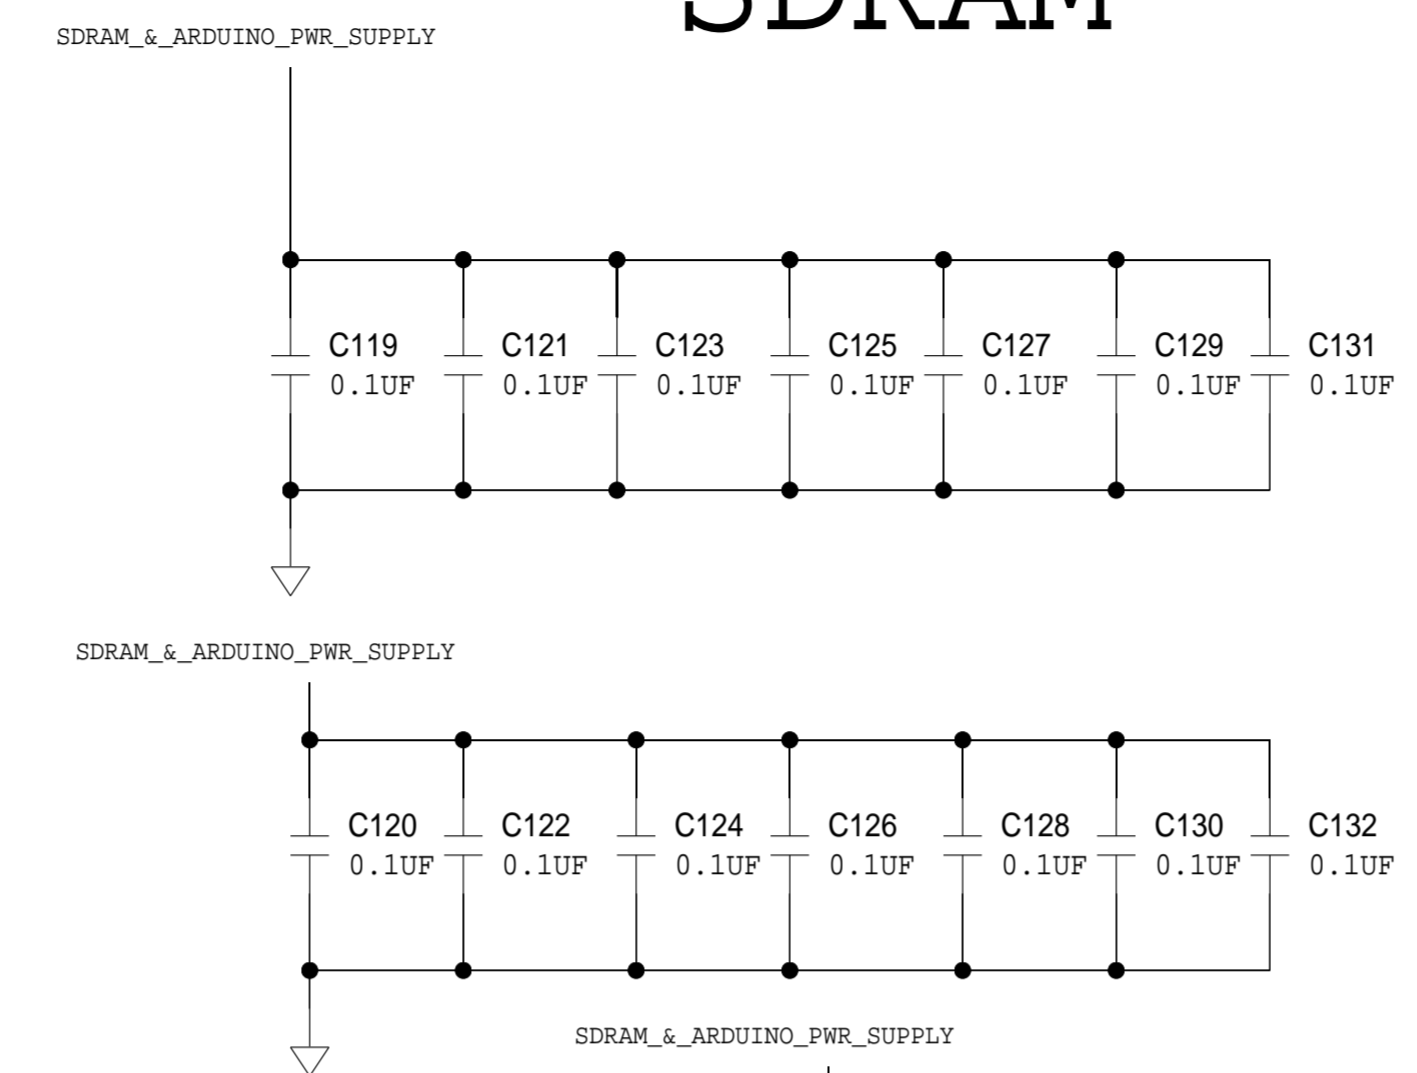 SDRAM
SDRAM_&_ARDUINO_PWR_SUPPLY
C119 C121 C123 C125 C127 C129 C131
0.1UF 0.1UF 0.1UF 0.1UF 0.1UF 0.1UF 0.1UF
SDRAM_&_ARDUINO_PWR_SUPPLY
C120 C122 C124 C126 C128 C130 C132
0.1UF 0.1UF 0.1UF 0.1UF 0.1UF 0.1UF 0.1UF
SDRAM_&_ARDUINO_PWR_SUPPLY